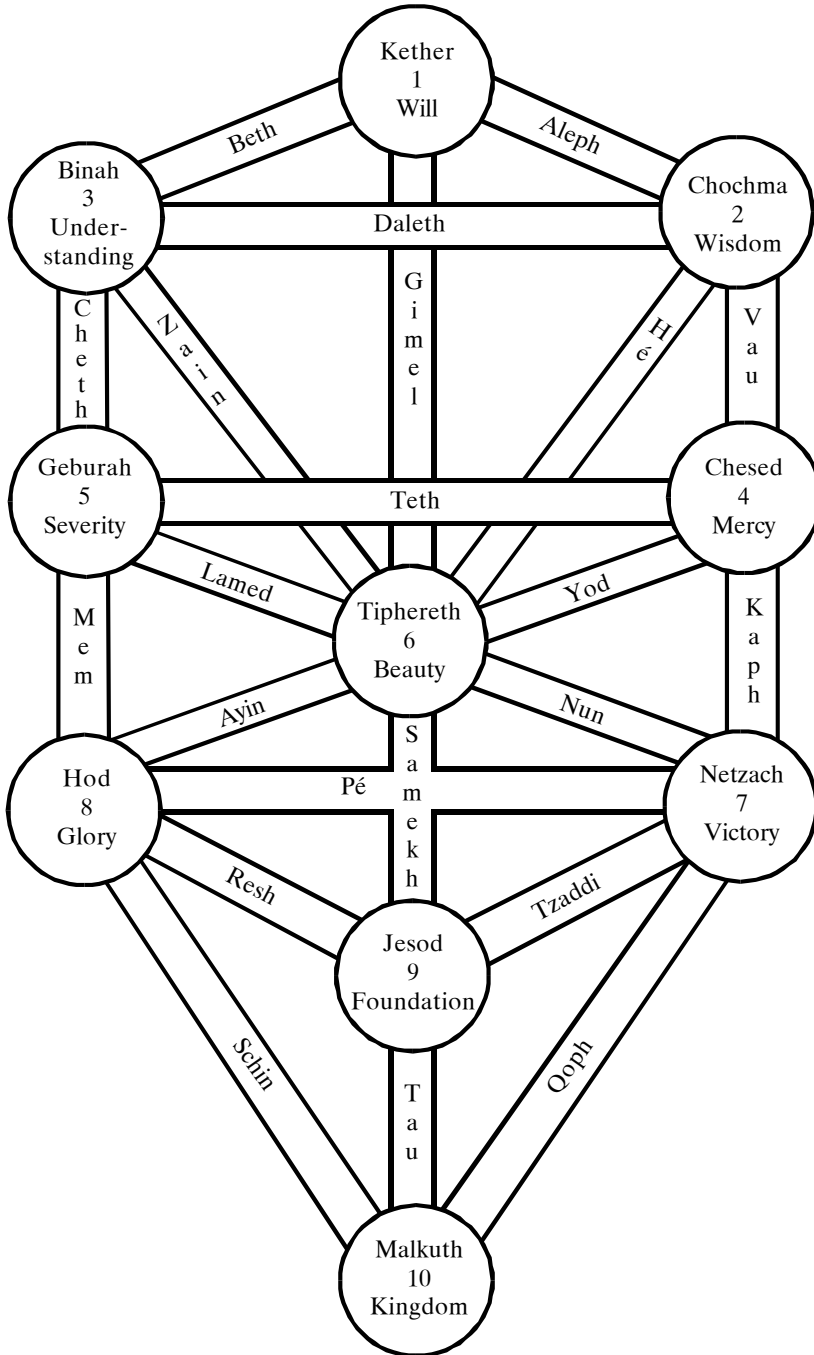 Kether
1
Will
Beth
Aleph
Binah
3
Under-
standing
Chochma
2
Wisdom
Daleth
Gimel
Cheth
Zain
Hé
Vau
Geburah
5
Severity
Chesed
4
Mercy
Teth
Lamed
Yod
Tiphereth
6
Beauty
Mem
Kaph
Ayin
Nun
Samekh
Hod
8
Glory
Pé
Netzach
7
Victory
Resh
Tzaddi
Jesod
9
Foundation
Schin
Qoph
Tau
Malkuth
10
Kingdom